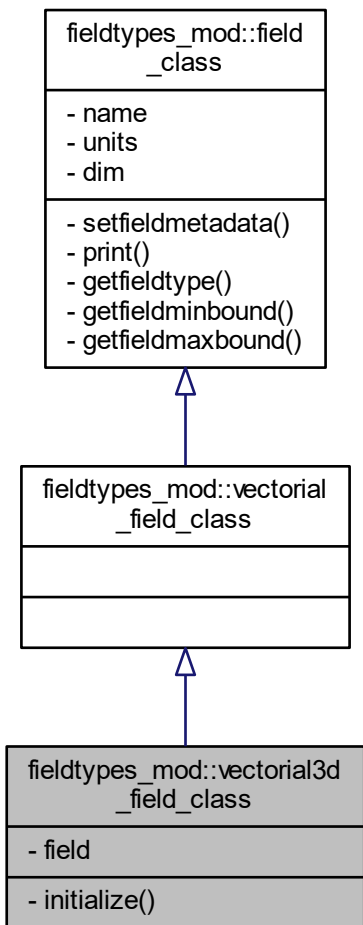 fieldtypes_mod::field
_class
- name
- units
- dim
- setfieldmetadata()
- print()
- getfieldtype()
- getfieldminbound()
- getfieldmaxbound()
fieldtypes_mod::vectorial
_field_class
fieldtypes_mod::vectorial3d
_field_class
- field
- initialize()